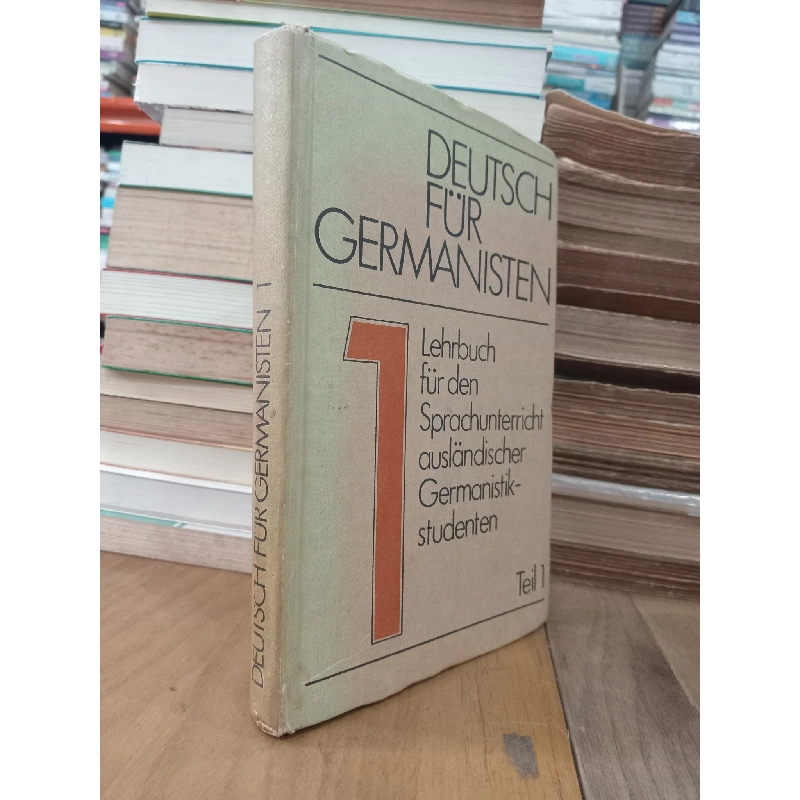 DEUTSCH FÜR GERMANISTEN 1
DEUTSCH
FÜR
GERMANISTEN
1
Lehrbuch
für den
Sprachunterricht
ausländischer
Germanistik-
studenten
Teil 1